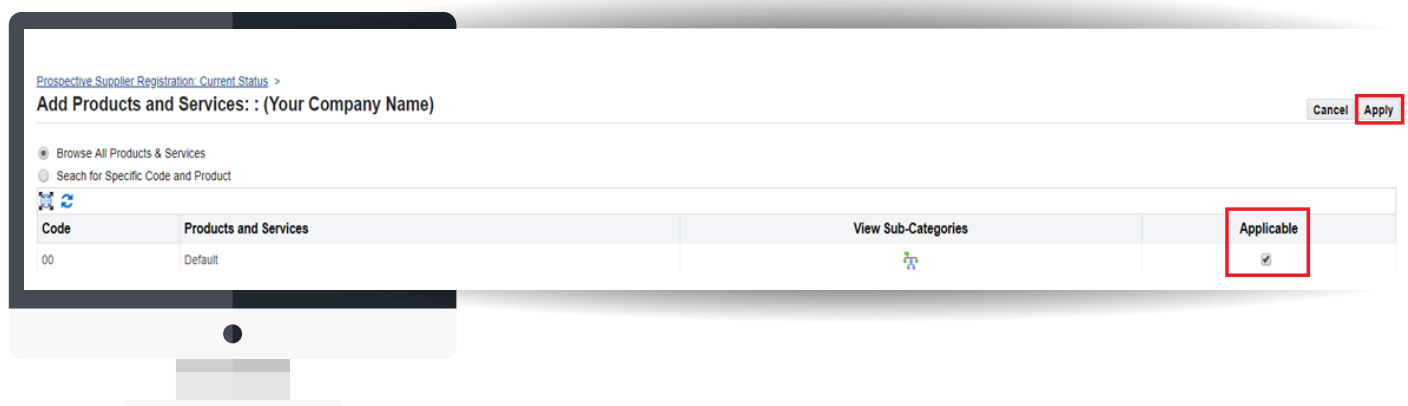 Prospective Supplier Registration: Current Status >
Add Products and Services: : (Your Company Name)
Cancel Apply
Browse All Products & Services
Seach for Specific Code and Product
Code Products and Services View Sub-Categories Applicable
00 Default